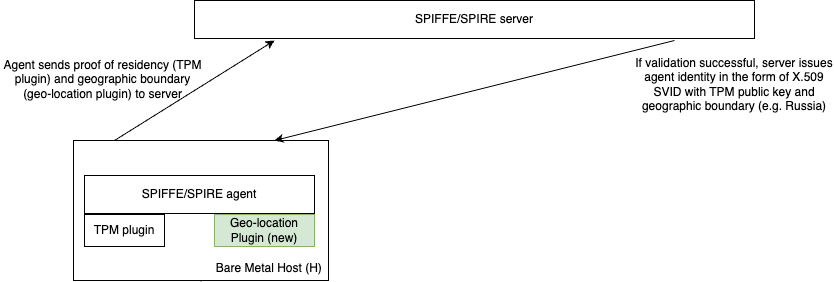 SPIFFE/SPIRE server
Agent sends proof of residency (TPM
plugin) and geographic boundary
(geo-location plugin) to server
If validation successful, server issues
agent identity in the form of X.509
SVID with TPM public key and
geographic boundary (e.g. Russia)
SPIFFE/SPIRE agent
TPM plugin
Geo-location
Plugin (new)
Bare Metal Host (H)